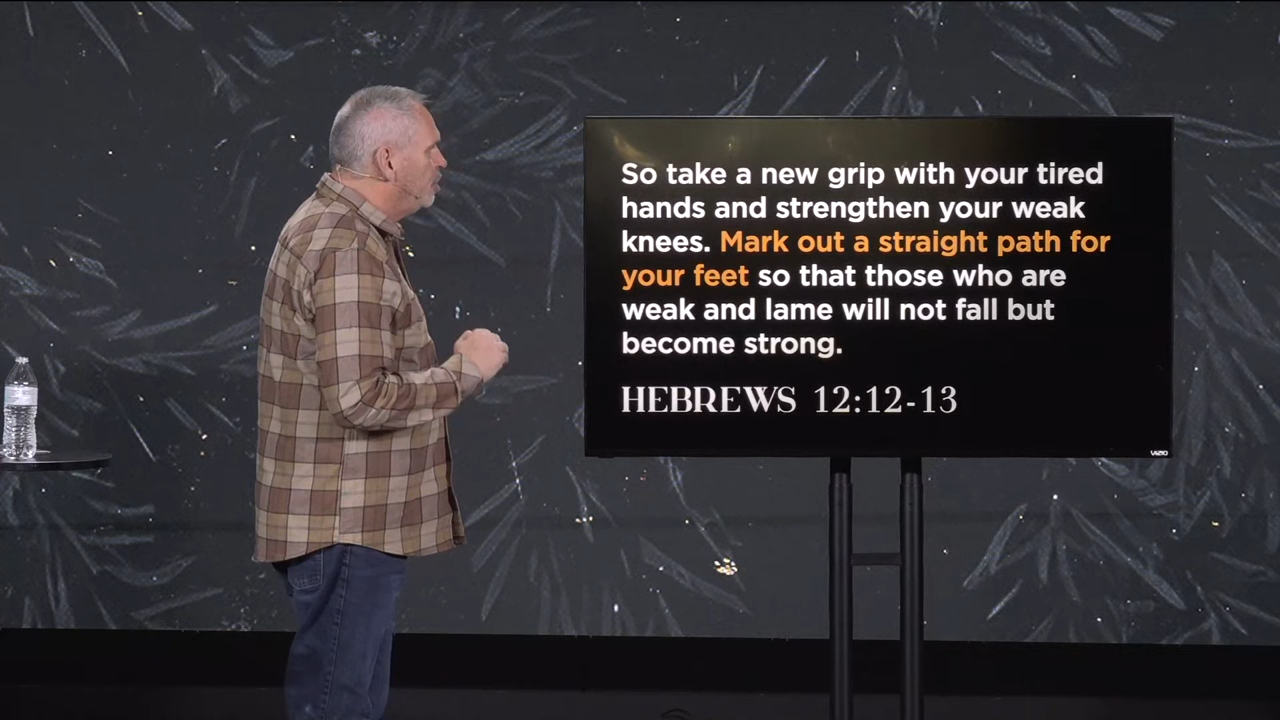 So take a new grip with your tired
hands and strengthen your weak
knees. Mark out a straight path for
your feet so that those who are
weak and lame will not fall but
become strong.
HEBREWS 12:12-13
VIZIO